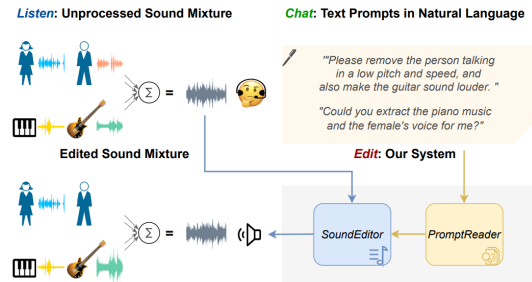 Listen: Unprocessed Sound Mixture
Chat: Text Prompts in Natural Language
Σ
=
'"Please remove the person talking
in a low pitch and speed, and
also make the guitar sound louder. "
"Could you extract the piano music
and the female's voice for me?"
Edited Sound Mixture
Edit: Our System
Σ
=
SoundEditor
PromptReader